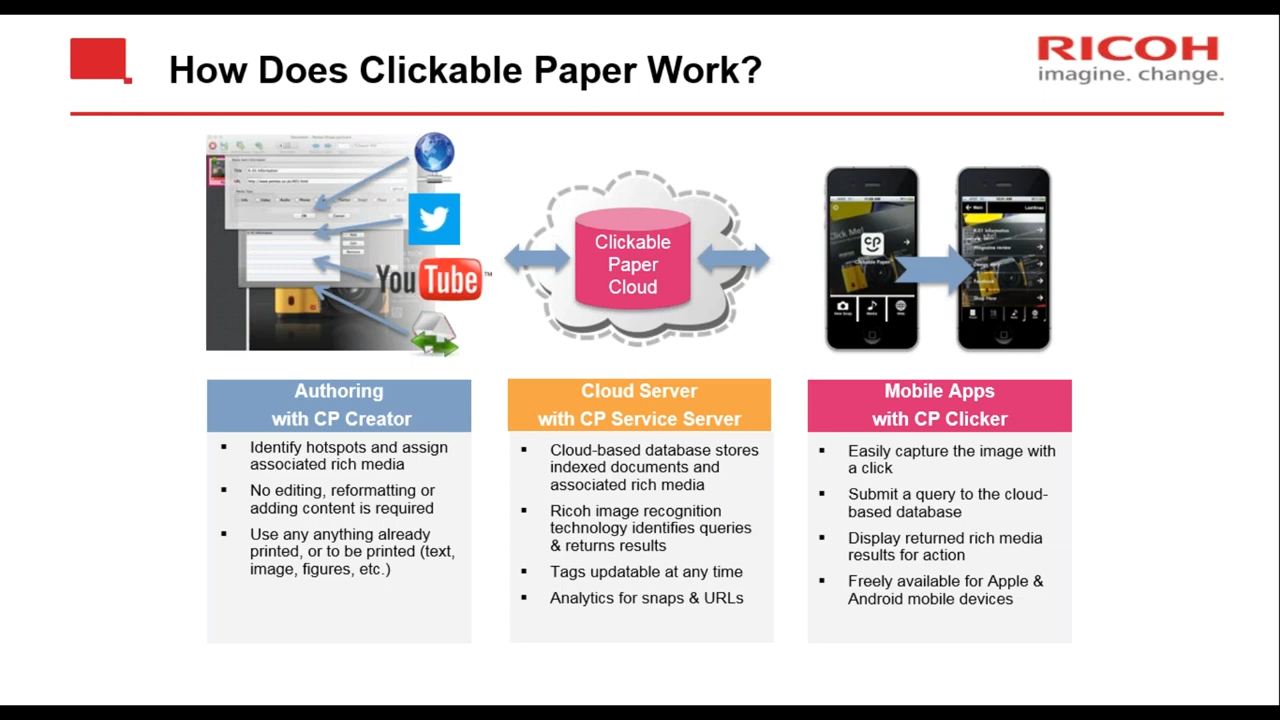 How Does Clickable Paper Work?
RICOH
imagine. change.
YouTube™
Clickable
Paper
Cloud
Authoring
with CP Creator
▪ Identify hotspots and assign
associated rich media
▪ No editing, reformatting or
adding content is required
▪ Use any anything already
printed, or to be printed (text,
image, figures, etc.)
Cloud Server
with CP Service Server
▪ Cloud-based database stores
indexed documents and
associated rich media
▪ Ricoh image recognition
technology identifies queries
& returns results
▪ Tags updatable at any time
▪ Analytics for snaps & URLs
Mobile Apps
with CP Clicker
▪ Easily capture the image with
a click
▪ Submit a query to the cloud-
based database
▪ Display returned rich media
results for action
▪ Freely available for Apple &
Android mobile devices